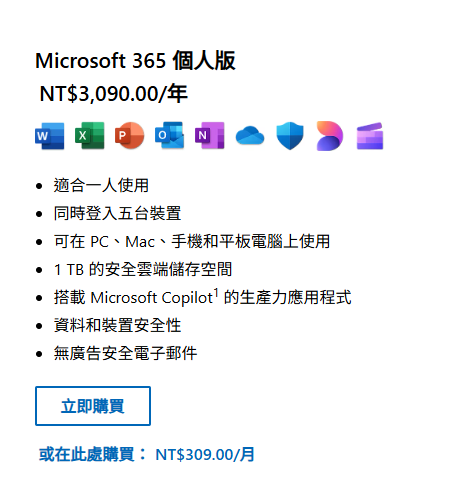 Microsoft 365 個人版
NT$3,090.00/年
W X P O N
• 適合一人使用
• 同時登入五台裝置
• 可在 PC、Mac、手機和平板電腦上使用
• 1 TB 的安全雲端儲存空間
• 搭載 Microsoft Copilot¹ 的生產力應用程式
• 資料和裝置安全性
• 無廣告安全電子郵件
立即購買
或在此處購買： NT$309.00/月